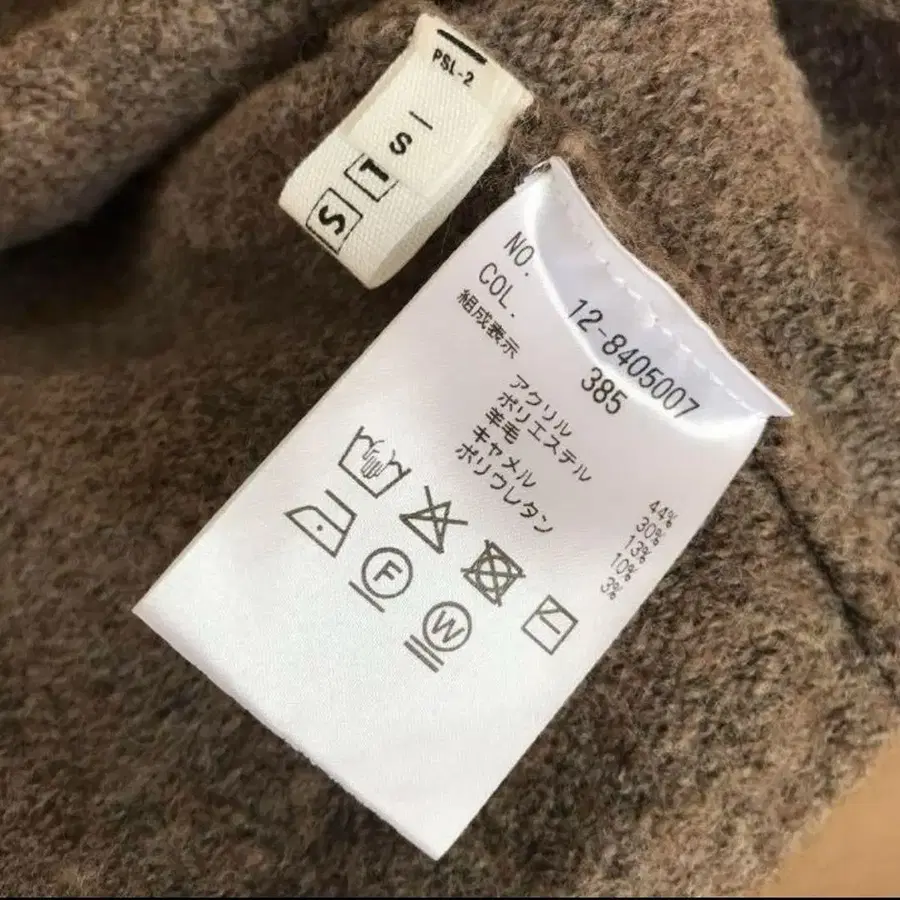 PSL-2
S
1
S
NO. 12-8405007
COL. 385
組成表示
アクリル 44%
ポリエステル 30%
羊毛 13%
キャメル 10%
ポリウレタン 3%
F
W